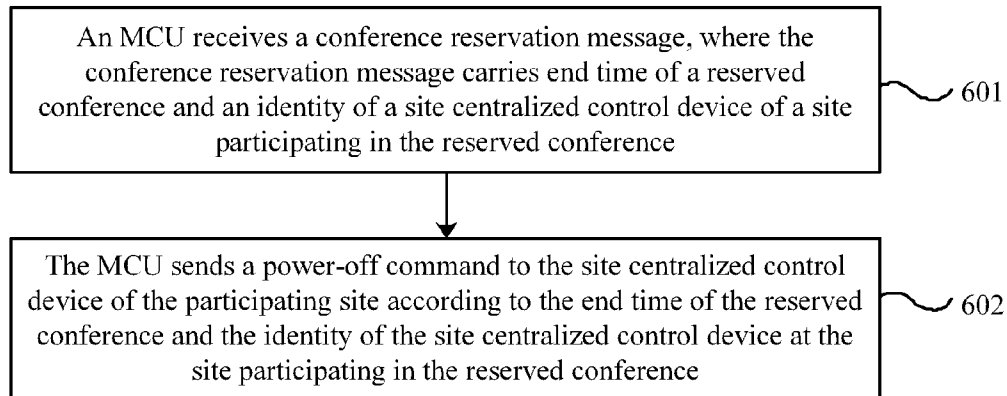 An MCU receives a conference reservation message, where the
conference reservation message carries end time of a reserved
conference and an identity of a site centralized control device of a site
participating in the reserved conference
601
The MCU sends a power-off command to the site centralized control
device of the participating site according to the end time of the reserved
conference and the identity of the site centralized control device at the
site participating in the reserved conference
602